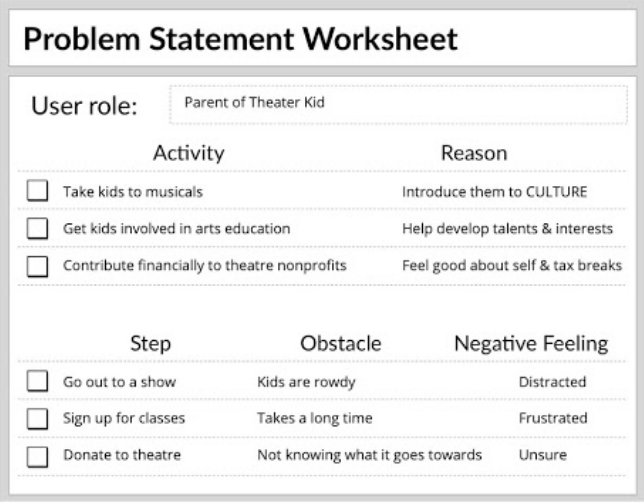 Problem Statement Worksheet
User role: Parent of Theater Kid
Activity Reason
Take kids to musicals Introduce them to CULTURE
Get kids involved in arts education Help develop talents & interests
Contribute financially to theatre nonprofits Feel good about self & tax breaks
Step Obstacle Negative Feeling
Go out to a show Kids are rowdy Distracted
Sign up for classes Takes a long time Frustrated
Donate to theatre Not knowing what it goes towards Unsure